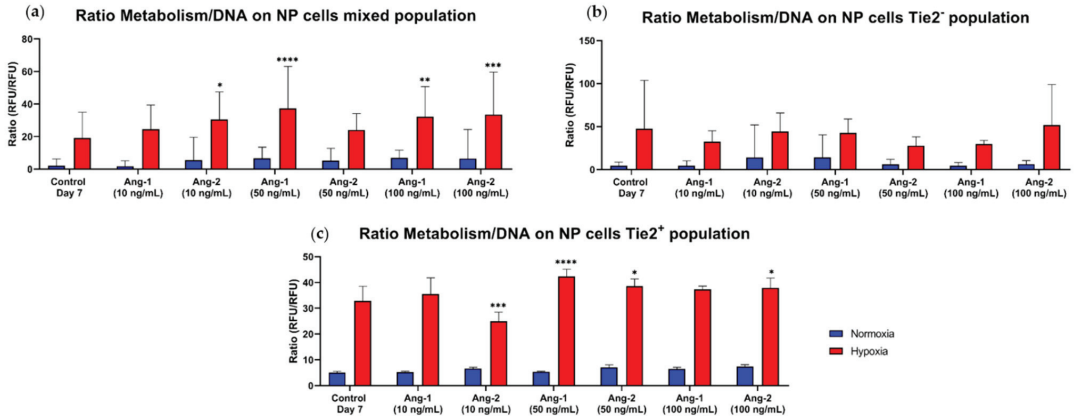 (a) Ratio Metabolism/DNA on NP cells mixed population
Ratio (RFU/RFU)
80
60
40
20
0
* **** ** ***
Control Ang-1 Ang-2 Ang-1 Ang-2 Ang-1 Ang-2
Day 7 (10 ng/mL) (10 ng/mL) (50 ng/mL) (50 ng/mL) (100 ng/mL) (100 ng/mL)
(b) Ratio Metabolism/DNA on NP cells Tie2⁻ population
Ratio (RFU/RFU)
150
100
50
0
Control Ang-1 Ang-2 Ang-1 Ang-2 Ang-1 Ang-2
Day 7 (10 ng/mL) (10 ng/mL) (50 ng/mL) (50 ng/mL) (100 ng/mL) (100 ng/mL)
(c) Ratio Metabolism/DNA on NP cells Tie2⁺ population
Ratio (RFU/RFU)
50
40
30
20
10
0
*** **** * *
Control Ang-1 Ang-2 Ang-1 Ang-2 Ang-1 Ang-2
Day 7 (10 ng/mL) (10 ng/mL) (50 ng/mL) (50 ng/mL) (100 ng/mL) (100 ng/mL)
Normoxia
Hypoxia